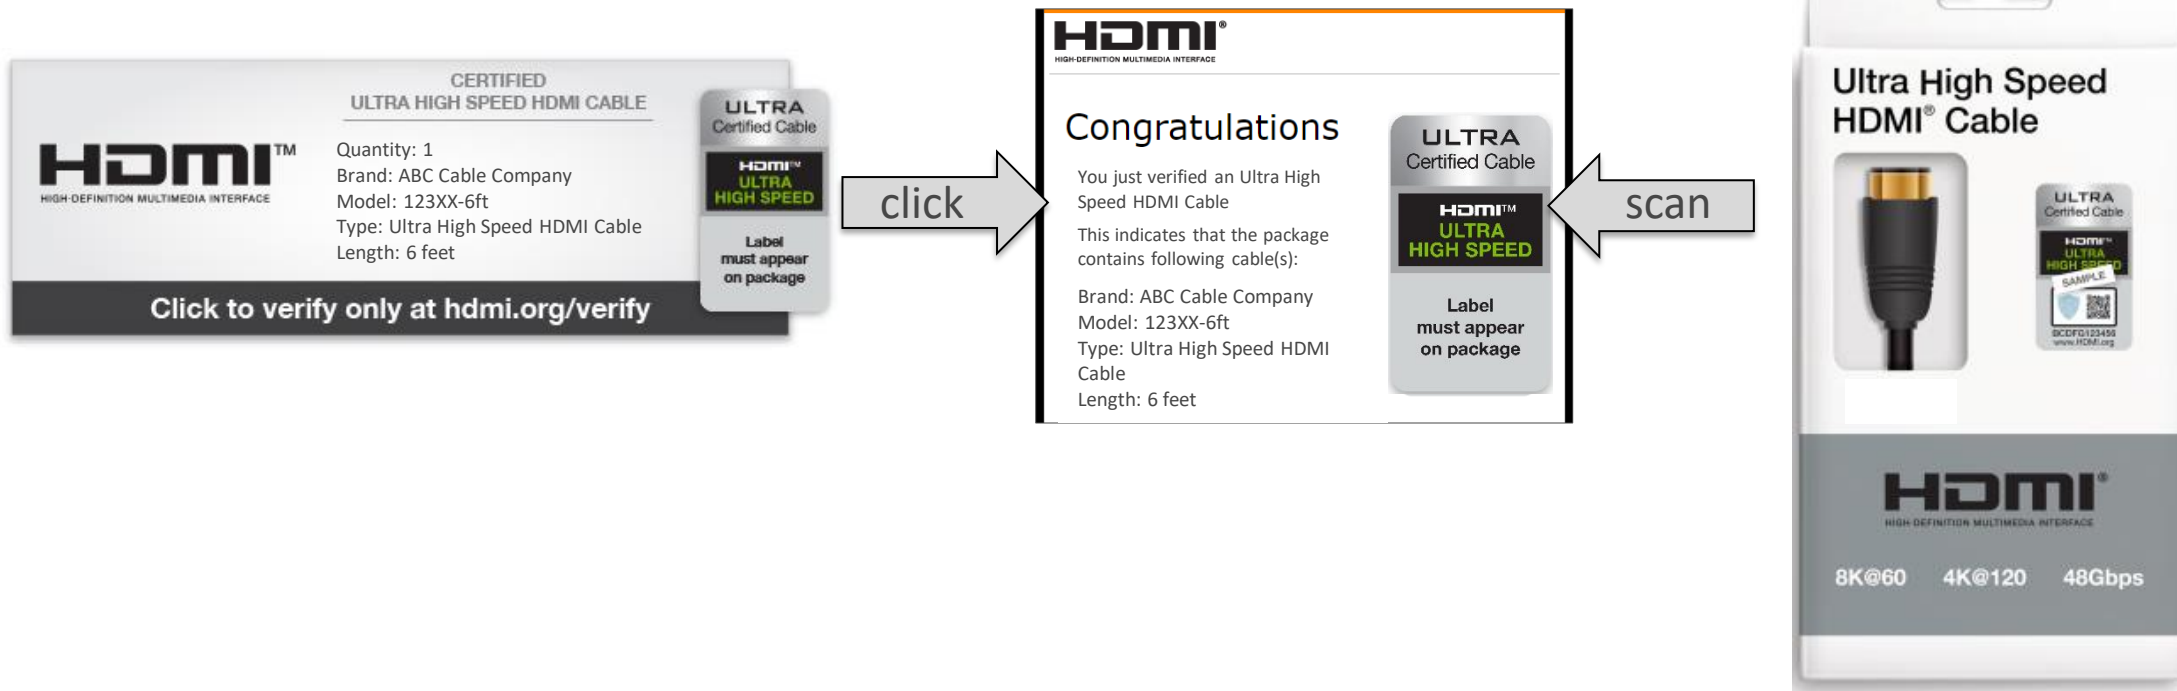 CERTIFIED
ULTRA HIGH SPEED HDMI CABLE
HDMI™
HIGH-DEFINITION MULTIMEDIA INTERFACE
Quantity: 1
Brand: ABC Cable Company
Model: 123XX-6ft
Type: Ultra High Speed HDMI Cable
Length: 6 feet
Click to verify only at hdmi.org/verify
ULTRA
Certified Cable
HDMI™
ULTRA
HIGH SPEED
Label
must appear
on package
click
HDMI®
HIGH-DEFINITION MULTIMEDIA INTERFACE
Congratulations
You just verified an Ultra High
Speed HDMI Cable
This indicates that the package
contains following cable(s):
Brand: ABC Cable Company
Model: 123XX-6ft
Type: Ultra High Speed HDMI
Cable
Length: 6 feet
ULTRA
Certified Cable
HDMI™
ULTRA
HIGH SPEED
Label
must appear
on package
scan
Ultra High Speed
HDMI® Cable
ULTRA
Certified Cable
HDMI™
ULTRA
HIGH SPEED
SAMPLE
BCDFG123456
www.HDMI.org
HDMI®
HIGH-DEFINITION MULTIMEDIA INTERFACE
8K@60 4K@120 48Gbps